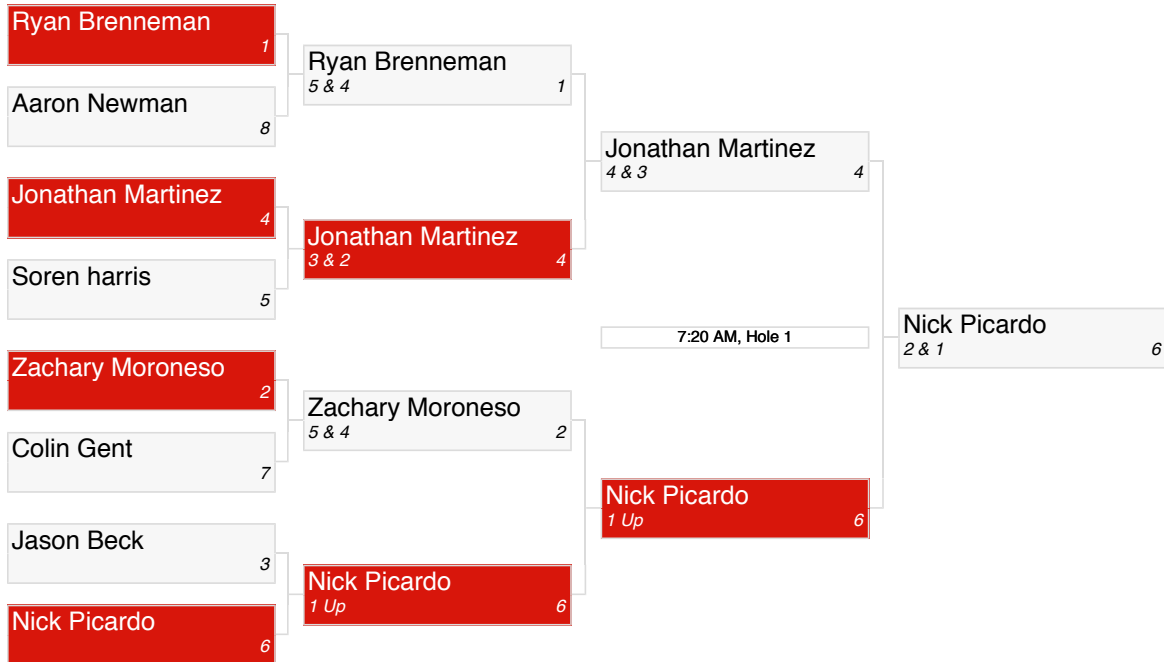 Ryan Brenneman
1
Aaron Newman
8
Jonathan Martinez
4
Soren harris
5
Zachary Moroneso
2
Colin Gent
7
Jason Beck
3
Nick Picardo
6
Ryan Brenneman
5 & 4 1
Jonathan Martinez
3 & 2 4
Zachary Moroneso
5 & 4 2
Nick Picardo
1 Up 6
Jonathan Martinez
4 & 3 4
7:20 AM, Hole 1
Nick Picardo
1 Up 6
Nick Picardo
2 & 1 6